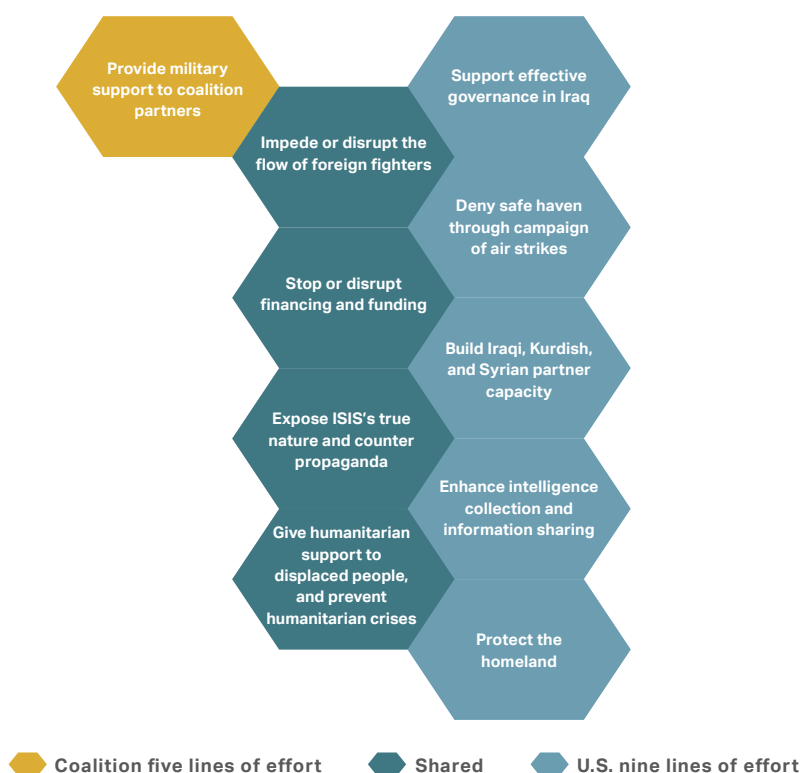 Provide military
support to coalition
partners
Impede or disrupt the
flow of foreign fighters
Stop or disrupt
financing and funding
Expose ISIS's true
nature and counter
propaganda
Give humanitarian
support to
displaced people,
and prevent
humanitarian crises
Support effective
governance in Iraq
Deny safe haven
through campaign
of air strikes
Build Iraqi, Kurdish,
and Syrian partner
capacity
Enhance intelligence
collection and
information sharing
Protect the
homeland
Coalition five lines of effort
Shared
U.S. nine lines of effort